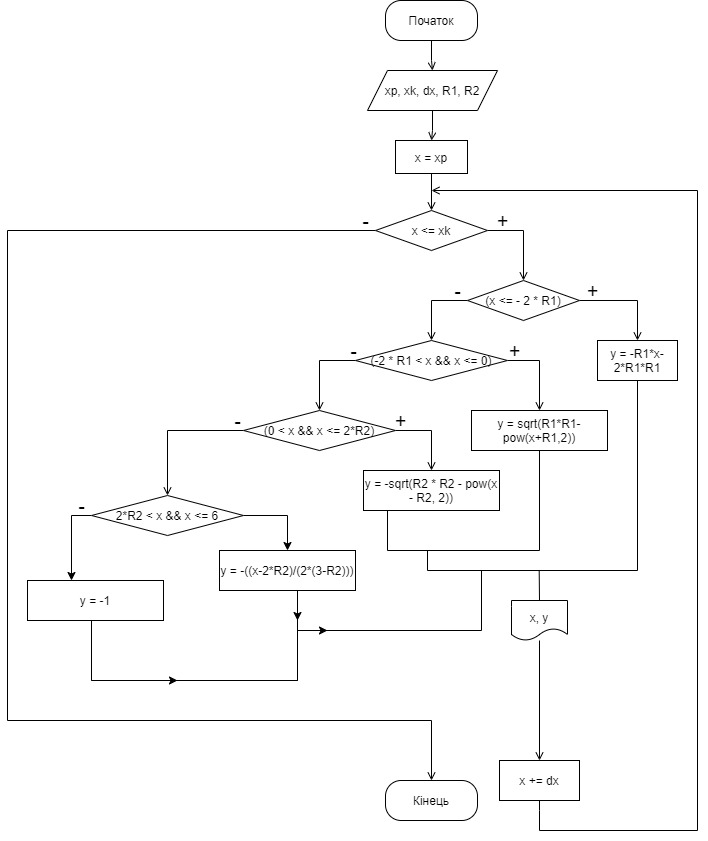 Початок
xp, xk, dx, R1, R2
x = xp
-
+
x <= xk
-
+
(x <= - 2 * R1)
-
+
(-2 * R1 < x && x <= 0)
y = -R1*x-
2*R1*R1
-
+
(0 < x && x <= 2*R2)
y = sqrt(R1*R1-
pow(x+R1,2))
y = -sqrt(R2 * R2 - pow(x
- R2, 2))
-
2*R2 < x && x <= 6
y = -((x-2*R2)/(2*(3-R2)))
y = -1
x, y
x += dx
Кінець